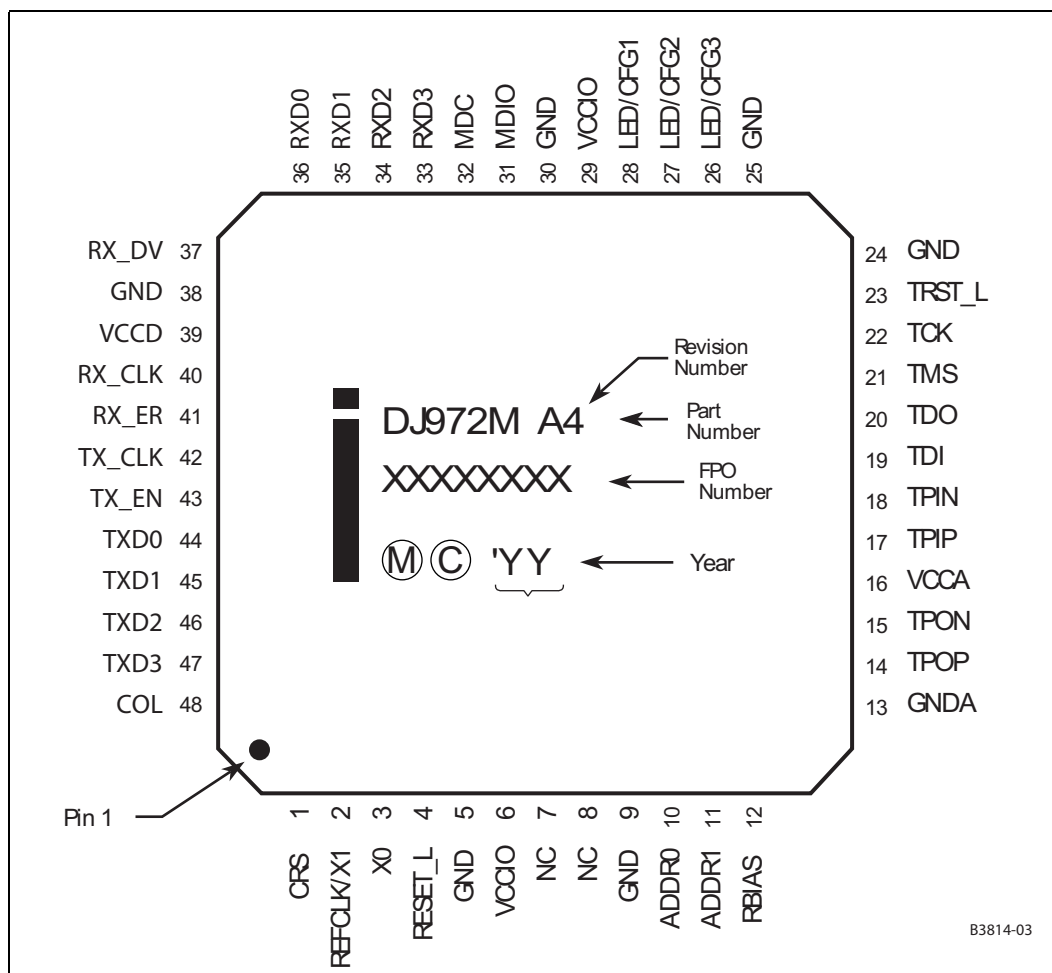 36 RXD0
35 RXD1
34 RXD2
33 RXD3
32 MDC
31 MDIO
30 GND
29 VCCIO
28 LED/CFG1
27 LED/CFG2
26 LED/CFG3
25 GND
RX_DV 37
GND 38
VCCD 39
RX_CLK 40
RX_ER 41
TX_CLK 42
TX_EN 43
TXD0 44
TXD1 45
TXD2 46
TXD3 47
COL 48
Revision
Number
DJ972M A4
Part
Number
XXXXXXXX
FPO
Number
M C 'YY
Year
24 GND
23 TRST_L
22 TCK
21 TMS
20 TDO
19 TDI
18 TPIN
17 TPIP
16 VCCA
15 TPON
14 TPOP
13 GNDA
Pin 1
CRS 1
REFCLK/X1 2
X0 3
RESET_L 4
GND 5
VCCIO 6
NC 7
NC 8
GND 9
ADDR0 10
ADDR1 11
RBIAS 12
B3814-03